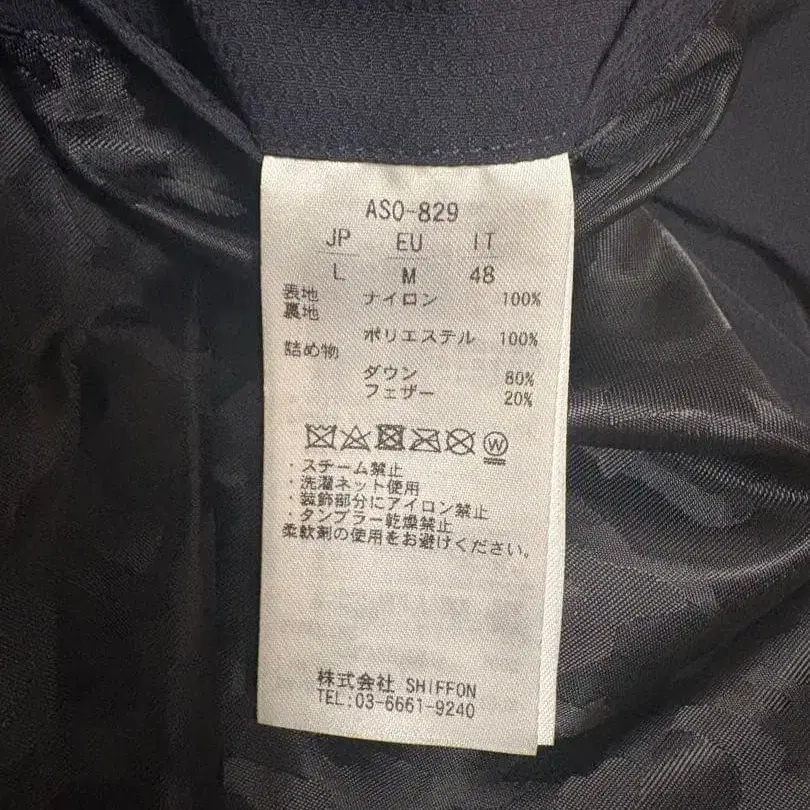 ASO-829
JP EU IT
L M 48
表地 ナイロン 100%
裏地
ポリエステル 100%
詰め物
ダウン 80%
フェザー 20%
W
・スチーム禁止
・洗濯ネット使用
・装飾部分にアイロン禁止
・タンブラー乾燥禁止
柔軟剤の使用をお避けください。
株式会社 SHIFFON
TEL:03-6661-9240